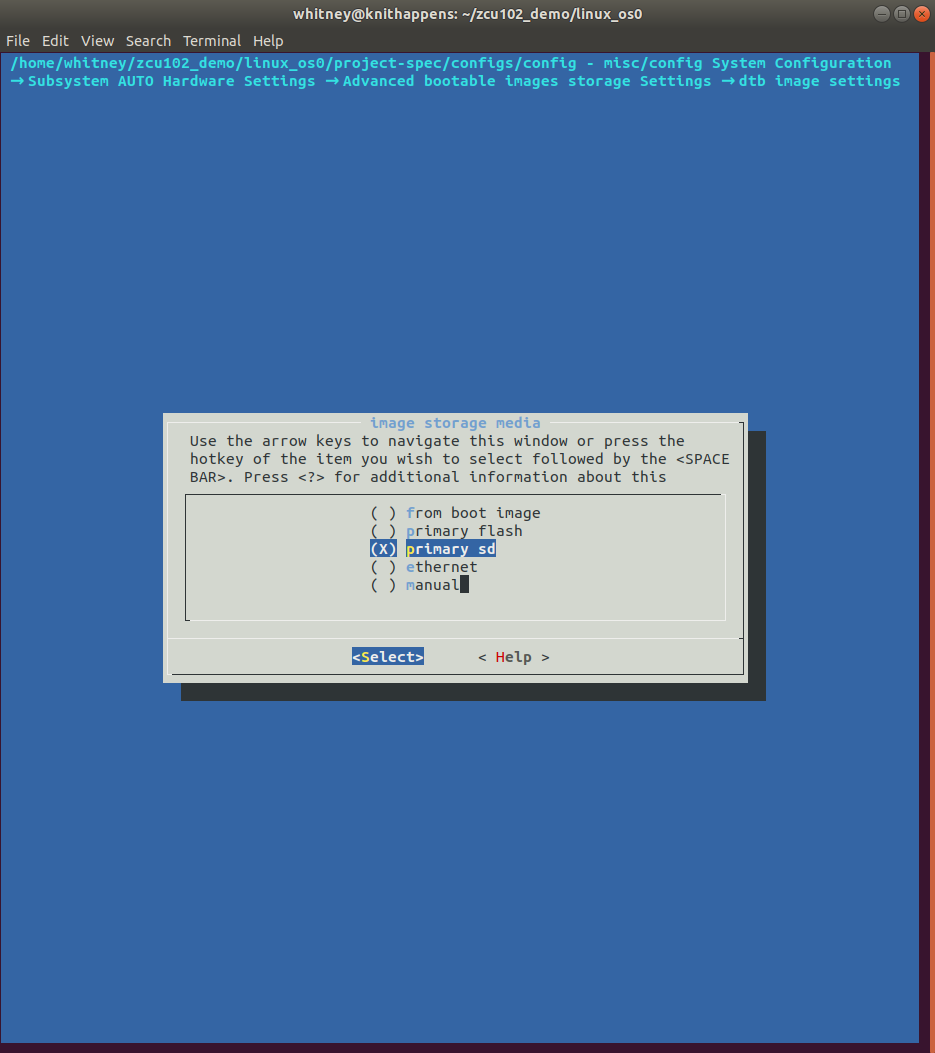 whitney@knithappens: ~/zcu102_demo/linux_os0
File Edit View Search Terminal Help
/home/whitney/zcu102_demo/linux_os0/project-spec/configs/config - misc/config System Configuration
→Subsystem AUTO Hardware Settings →Advanced bootable images storage Settings →dtb image settings
image storage media
Use the arrow keys to navigate this window or press the
hotkey of the item you wish to select followed by the <SPACE
BAR>. Press <?> for additional information about this
( ) from boot image
( ) primary flash
(X) primary sd
( ) ethernet
( ) manual
<Select> < Help >